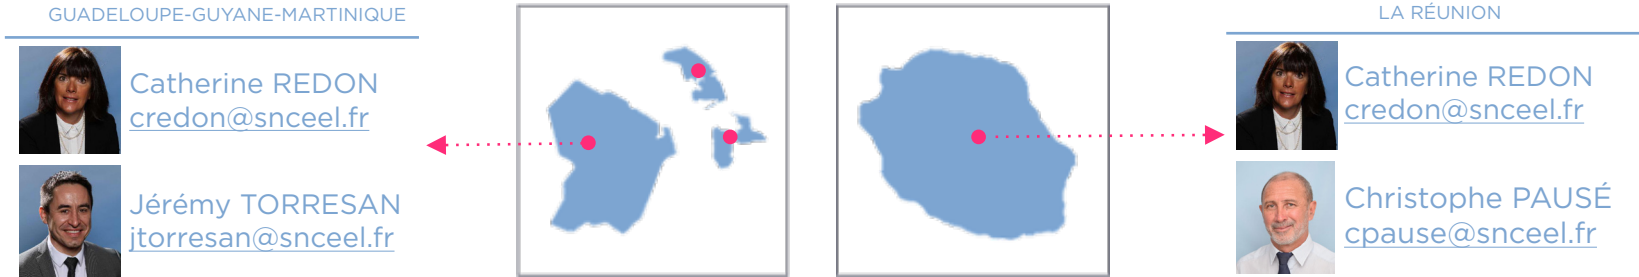 GUADELOUPE-GUYANE-MARTINIQUE
Catherine REDON
credon@snceel.fr
Jérémy TORRESAN
jtorresan@snceel.fr
LA RÉUNION
Catherine REDON
credon@snceel.fr
Christophe PAUSÉ
cpause@snceel.fr